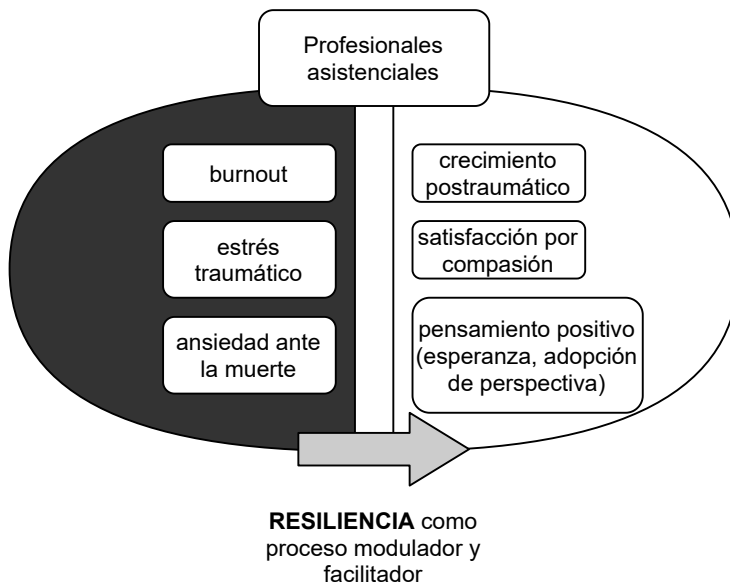 Profesionales
asistenciales
burnout
estrés
traumático
ansiedad ante
la muerte
crecimiento
postraumático
satisfacción por
compasión
pensamiento positivo
(esperanza, adopción
de perspectiva)
RESILIENCIA como
proceso modulador y
facilitador